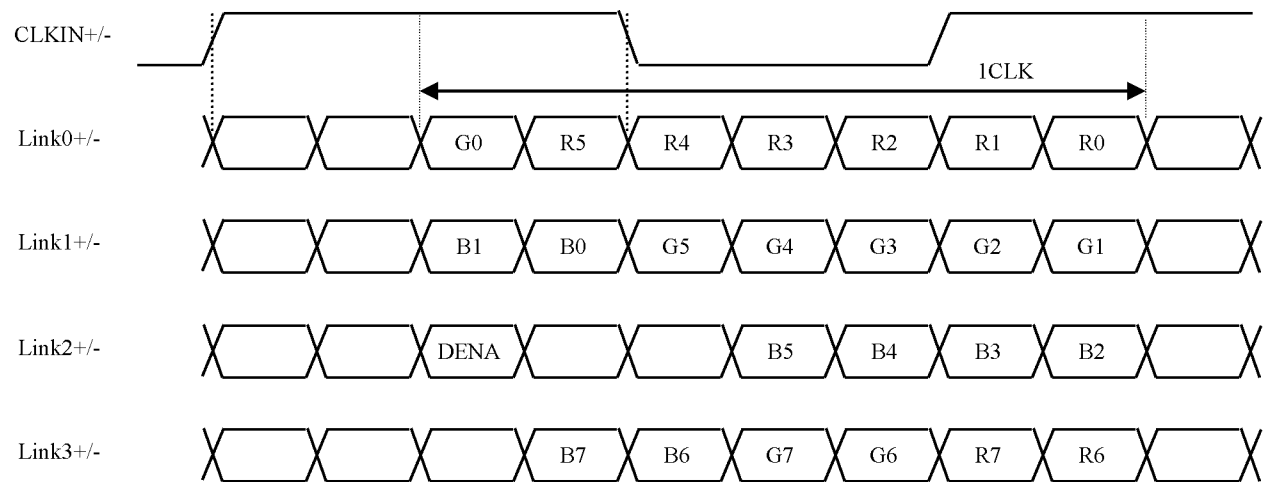 CLKIN+/-
1CLK
Link0+/- G0 R5 R4 R3 R2 R1 R0
Link1+/- B1 B0 G5 G4 G3 G2 G1
Link2+/- DENA B5 B4 B3 B2
Link3+/- B7 B6 G7 G6 R7 R6